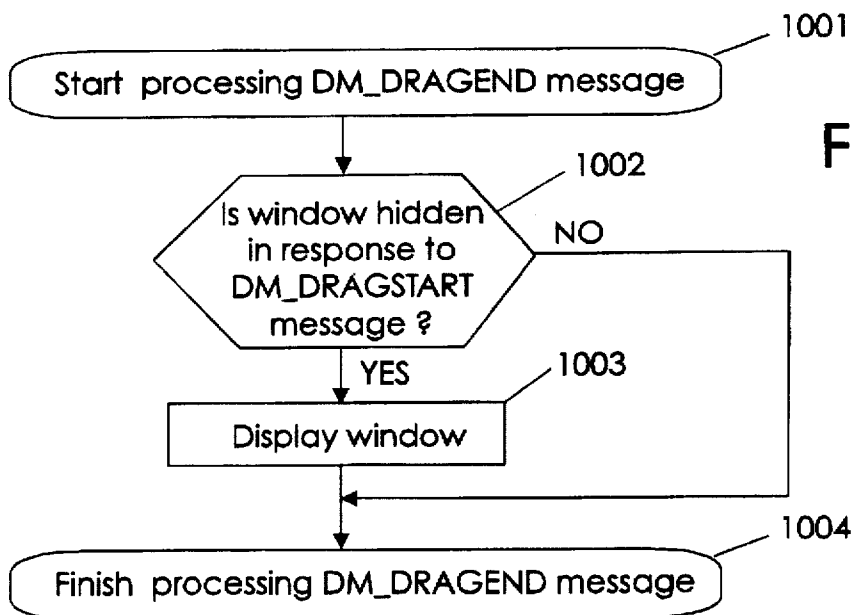 1001
Start processing DM_DRAGEND message
F
1002
Is window hidden
in response to
DM_DRAGSTART
message ?
NO
YES
1003
Display window
1004
Finish processing DM_DRAGEND message